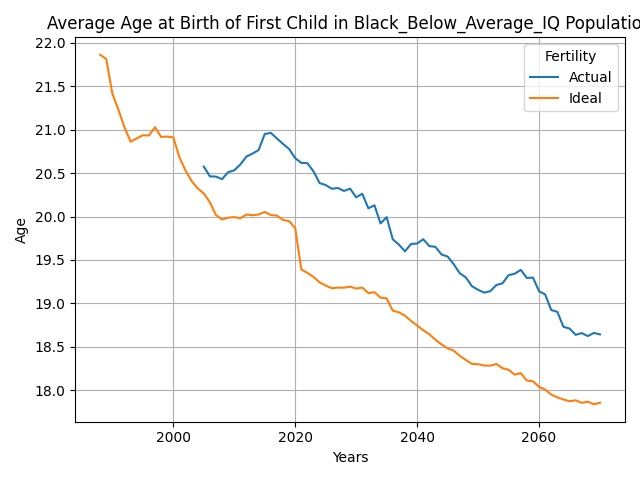 Average Age at Birth of First Child in Black_Below_Average_IQ Populatio
22.0
21.5
21.0
20.5
20.0
19.5
19.0
18.5
18.0
Age
Fertility
Actual
Ideal
2000 2020 2040 2060
Years